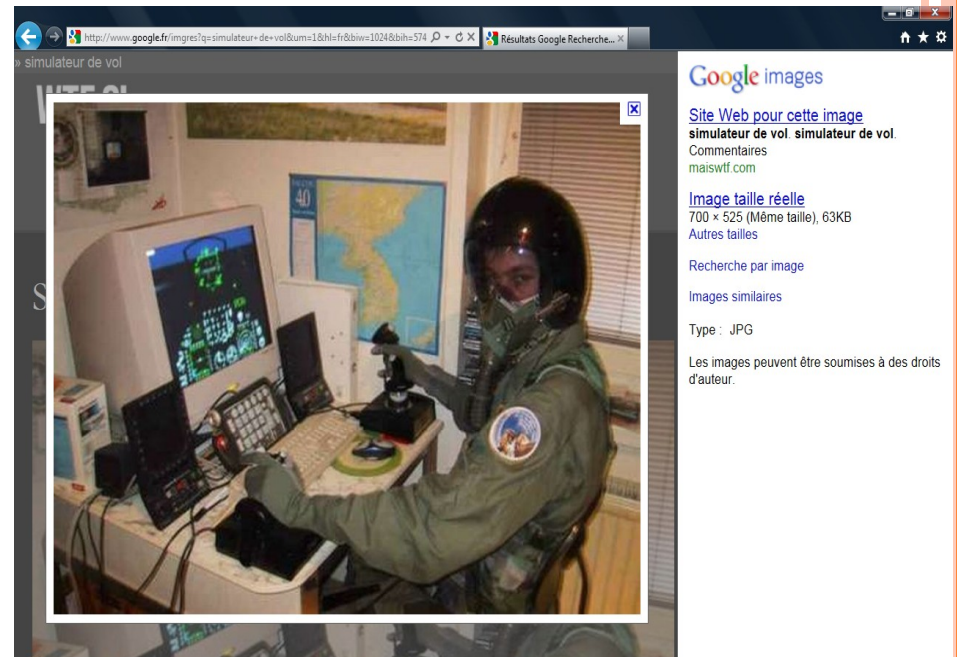 http://www.google.fr/imgres?q=simulateur+de+vol&um=1&hl=fr&biw=1024&bih=574
Résultats Google Recherche...
» simulateur de vol
Google images
Site Web pour cette image
simulateur de vol. simulateur de vol.
Commentaires
maiswtf.com
Image taille réelle
700 × 525 (Même taille), 63KB
Autres tailles
Recherche par image
Images similaires
Type : JPG
Les images peuvent être soumises à des droits
d'auteur.
40